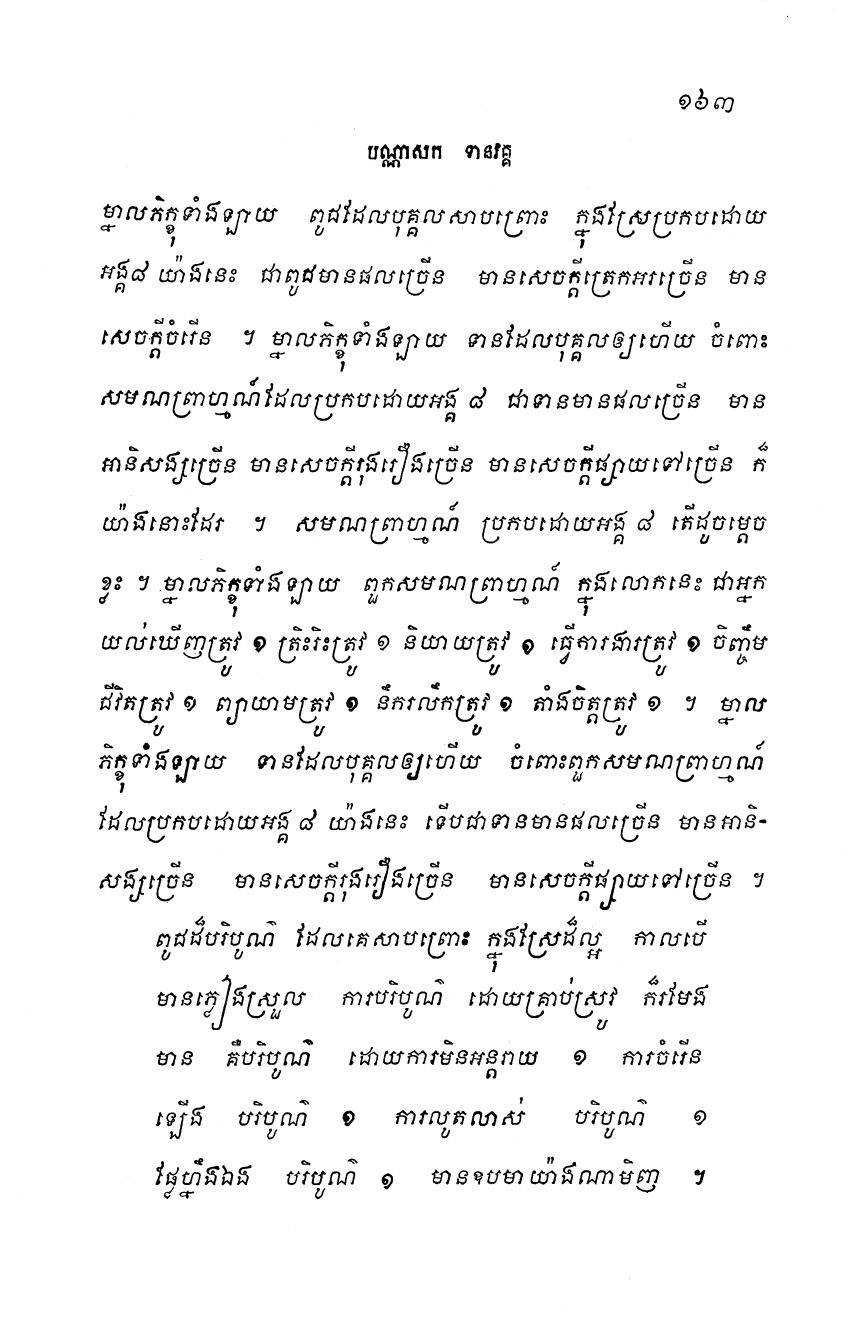 ១៦៣
បណ្ណាសក ទានវគ្គ
ម្នាលភិក្ខុទាំងឡាយ ពូជដែលបុគ្គលសាបព្រោះ ក្នុងស្រែប្រកបដោយ
អង្គ៨ យ៉ាងនេះ ជាពូជមានផលច្រើន មានសេចក្តីត្រេកអរច្រើន មាន
សេចក្តីចំរើន ។ ម្នាលភិក្ខុទាំងឡាយ ទានដែលបុគ្គលឲ្យហើយ ចំពោះ
សមណព្រាហ្មណ៍ដែលប្រកបដោយអង្គ ៨ ជាទានមានផលច្រើន មាន
អានិសង្សច្រើន មានសេចក្តីរុងរឿងច្រើន មានសេចក្តីផ្សាយទៅច្រើន ក៏
យ៉ាងនោះដែរ ។ សមណព្រាហ្មណ៍ ប្រកបដោយអង្គ ៨ តើដូចម្តេច
ខ្លះ ។ ម្នាលភិក្ខុទាំងឡាយ ពួកសមណព្រាហ្មណ៍ ក្នុងលោកនេះ ជាអ្នក
យល់ឃើញត្រូវ ១ ត្រិះរិះត្រូវ ១ និយាយត្រូវ ១ ធ្វើការងារត្រូវ ១ ចិញ្ចឹម
ជីវិតត្រូវ ១ ព្យាយាមត្រូវ ១ នឹករលឹកត្រូវ ១ តាំងចិត្តត្រូវ ១ ។ ម្នាល
ភិក្ខុទាំងឡាយ ទានដែលបុគ្គលឲ្យហើយ ចំពោះពួកសមណព្រាហ្មណ៍
ដែលប្រកបដោយអង្គ ៨ យ៉ាងនេះ ទើបជាទានមានផលច្រើន មានអានិ-
សង្សច្រើន មានសេចក្តីរុងរឿងច្រើន មានសេចក្តីផ្សាយទៅច្រើន ។
ពូជដ៏បរិបូណ៌ ដែលគេសាបព្រោះ ក្នុងស្រែដ៏ល្អ កាលបើ
មានភ្លៀងស្រួល ការបរិបូណ៌ ដោយគ្រាប់ស្រូវ ក៏រមែង
មាន គឺបរិបូណ៌ ដោយការមិនអន្តរាយ ១ ការចំរើន
ឡើង បរិបូណ៌ ១ ការលូតលាស់ បរិបូណ៌ ១
ផ្លែហ្នឹងឯង បរិបូណ៌ ១ មានឧបមាយ៉ាងណាមិញ ។